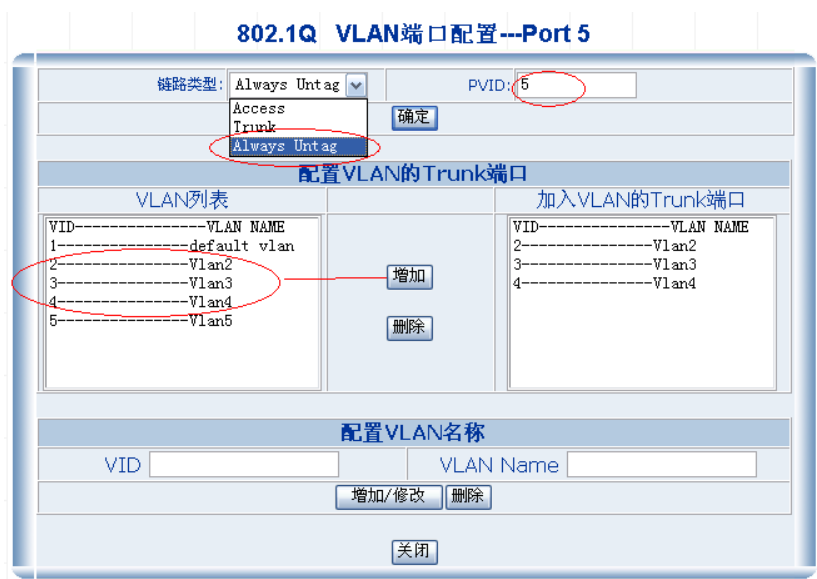 802.1Q VLAN端口配置---Port 5
链路类型: Always Untag PVID: 5
Access
Trunk
Always Untag
确定
配置VLAN的Trunk端口
VLAN列表 加入VLAN的Trunk端口
VID---------------VLAN NAME VID---------------VLAN NAME
1---------------default vlan 2---------------Vlan2
2---------------Vlan2 3---------------Vlan3
3---------------Vlan3 4---------------Vlan4
4---------------Vlan4
5---------------Vlan5
增加
删除
配置VLAN名称
VID VLAN Name
增加/修改 删除
关闭